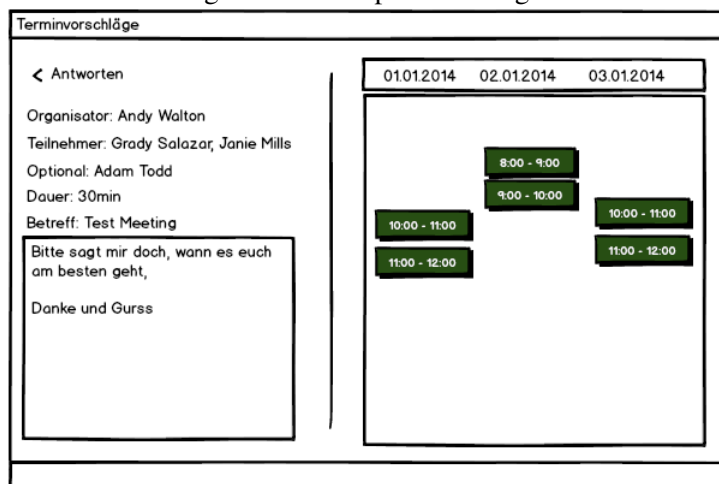 Terminvorschläge
< Antworten
Organisator: Andy Walton
Teilnehmer: Grady Salazar, Janie Mills
Optional: Adam Todd
Dauer: 30min
Betreff: Test Meeting
Bitte sagt mir doch, wann es euch
am besten geht,
Danke und Gurss
01.01.2014 02.01.2014 03.01.2014
10:00 - 11:00
11:00 - 12:00
8:00 - 9:00
9:00 - 10:00
10:00 - 11:00
11:00 - 12:00